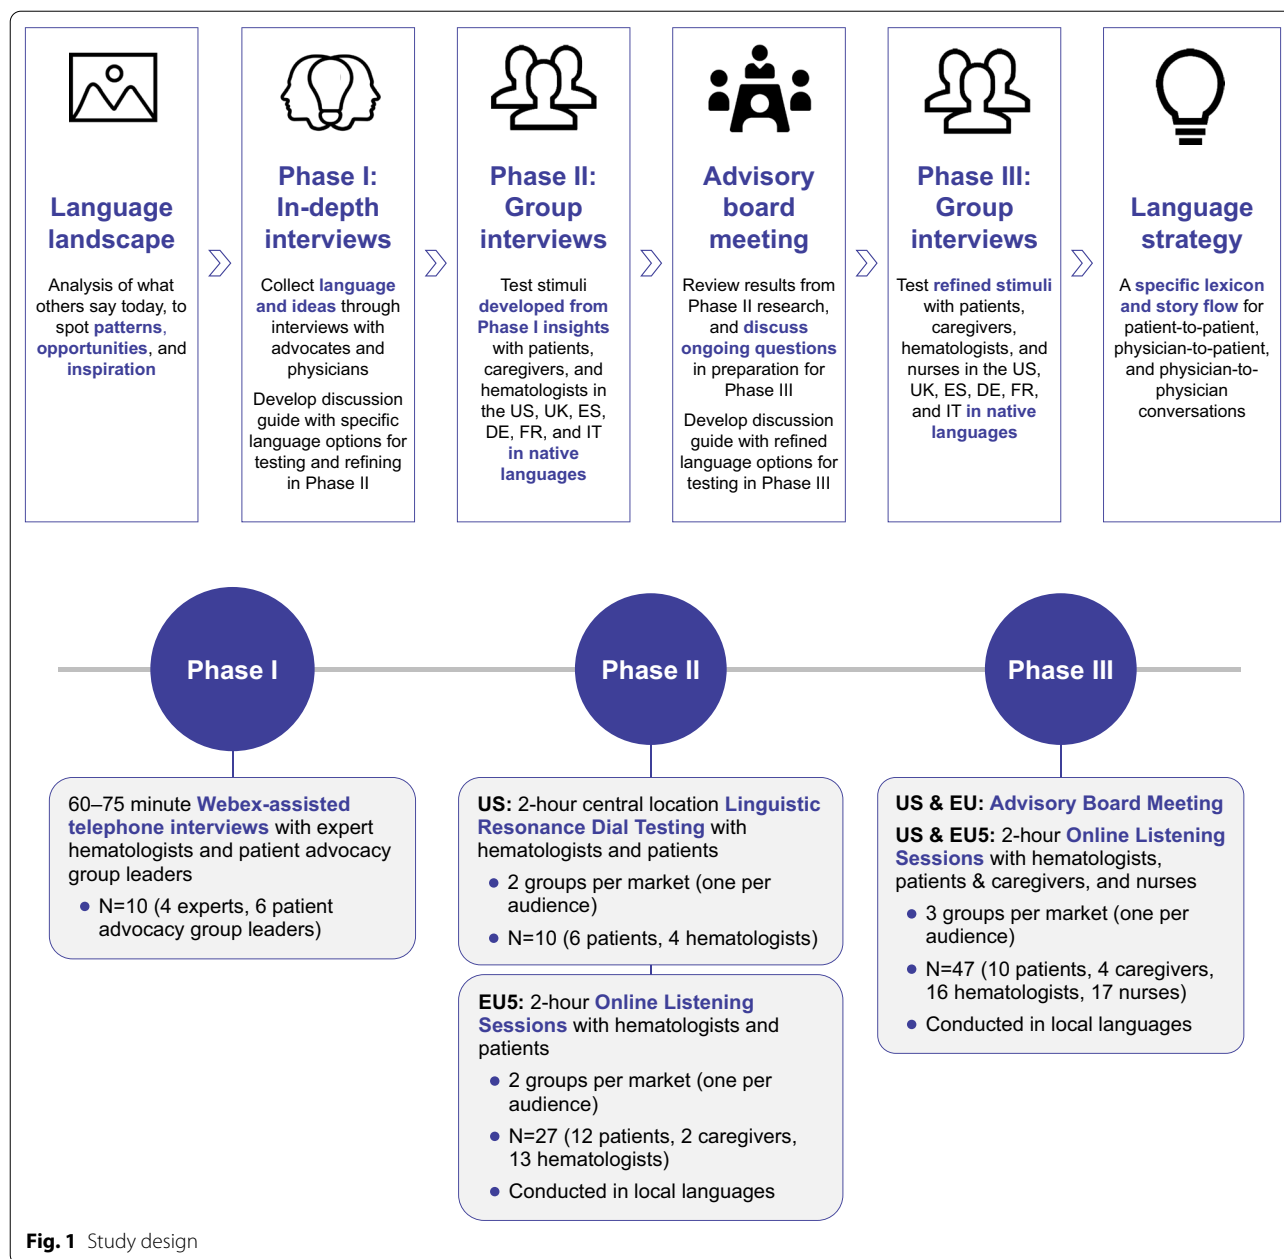 Language
landscape
Analysis of what
others say today, to
spot patterns,
opportunities, and
inspiration
Phase I:
In-depth
interviews
Collect language
and ideas through
interviews with
advocates and
physicians
Develop discussion
guide with specific
language options for
testing and refining
in Phase II
Phase II:
Group
interviews
Test stimuli
developed from
Phase I insights
with patients,
caregivers, and
hematologists in
the US, UK, ES,
DE, FR, and IT
in native
languages
Advisory
board
meeting
Review results from
Phase II research,
and discuss
ongoing questions
in preparation for
Phase III
Develop discussion
guide with refined
language options for
testing in Phase III
Phase III:
Group
interviews
Test refined stimuli
with patients,
caregivers,
hematologists, and
nurses in the US,
UK, ES, DE, FR,
and IT in native
languages
Language
strategy
A specific lexicon
and story flow for
patient-to-patient,
physician-to-patient,
and physician-to-
physician
conversations
Phase I
60–75 minute Webex-assisted
telephone interviews with expert
hematologists and patient advocacy
group leaders
• N=10 (4 experts, 6 patient
advocacy group leaders)
Phase II
US: 2-hour central location Linguistic
Resonance Dial Testing with
hematologists and patients
• 2 groups per market (one per
audience)
• N=10 (6 patients, 4 hematologists)
EU5: 2-hour Online Listening
Sessions with hematologists and
patients
• 2 groups per market (one per
audience)
• N=27 (12 patients, 2 caregivers,
13 hematologists)
• Conducted in local languages
Phase III
US & EU: Advisory Board Meeting
US & EU5: 2-hour Online Listening
Sessions with hematologists,
patients & caregivers, and nurses
• 3 groups per market (one per
audience)
• N=47 (10 patients, 4 caregivers,
16 hematologists, 17 nurses)
• Conducted in local languages
Fig. 1 Study design